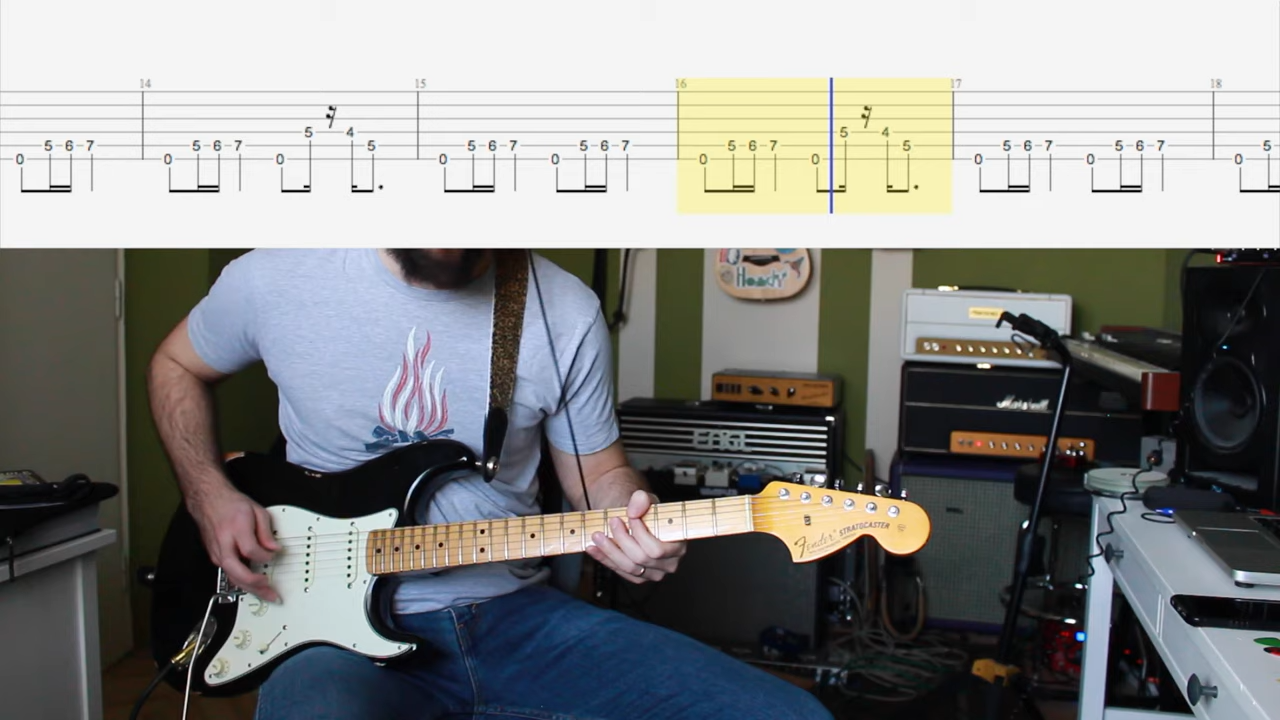 14 15 16 17 18
5 4 5 4
5 6 7 5 6 7 5 5 6 7 5 6 7 5 6 7 5 5 6 7 5 6 7 5
0 0 0 0 0 0 0 0 0 0
Howdy
Marshall
ENGL
Fender STRATOCASTER